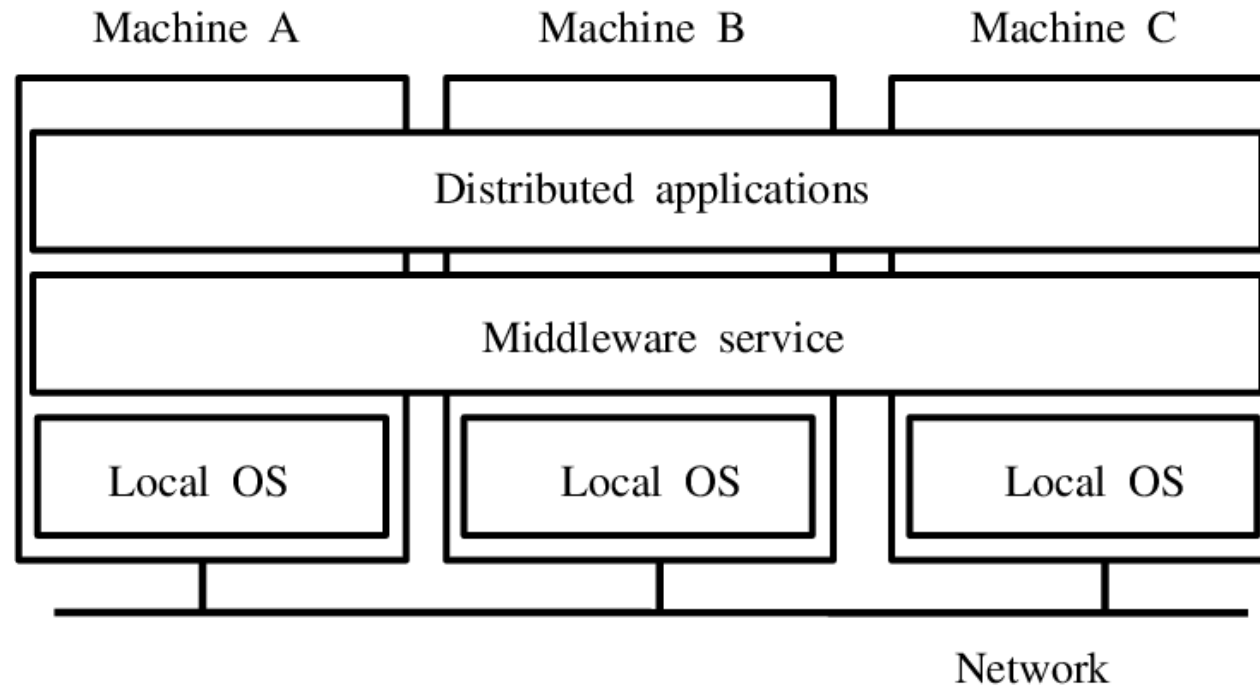 Machine A
Machine B
Machine C
Distributed applications
Middleware service
Local OS
Local OS
Local OS
Network